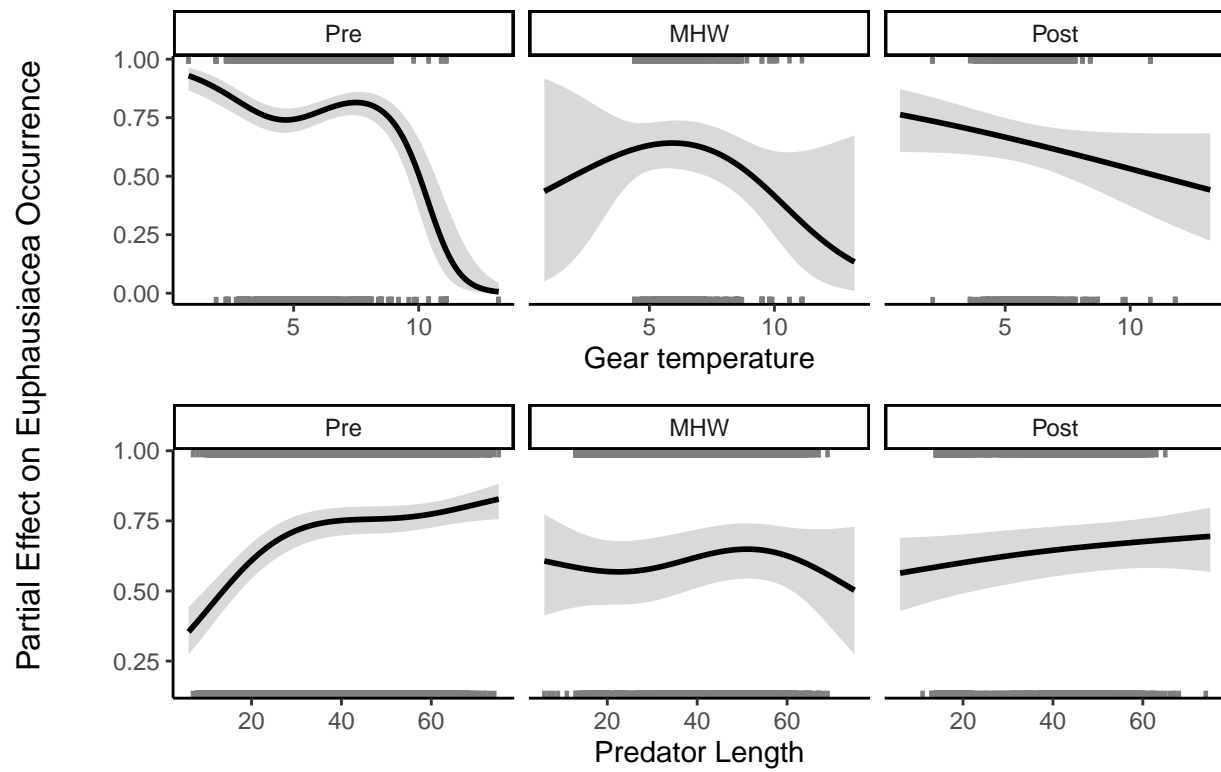 Partial Effect on Euphausiacea Occurrence
Pre MHW Post
1.00
0.75
0.50
0.25
0.00
5 10 5 10 5 10
Gear temperature
Pre MHW Post
1.00
0.75
0.50
0.25
20 40 60 20 40 60 20 40 60
Predator Length